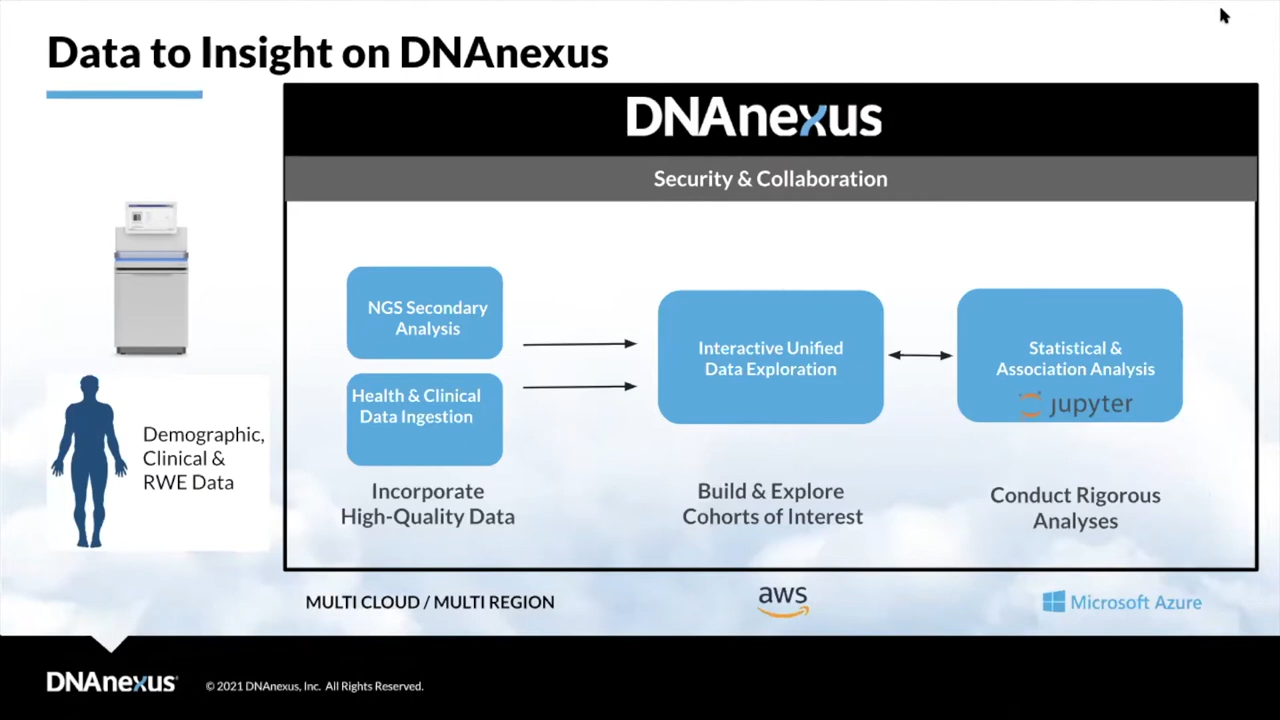 Data to Insight on DNAnexus
DNAnexus
Security & Collaboration
NGS Secondary
Analysis
Health & Clinical
Data Ingestion
Interactive Unified
Data Exploration
Statistical &
Association Analysis
jupyter
Demographic,
Clinical &
RWE Data
Incorporate
High-Quality Data
Build & Explore
Cohorts of Interest
Conduct Rigorous
Analyses
MULTI CLOUD / MULTI REGION
aws
Microsoft Azure
DNAnexus
© 2021 DNAnexus, Inc. All Rights Reserved.